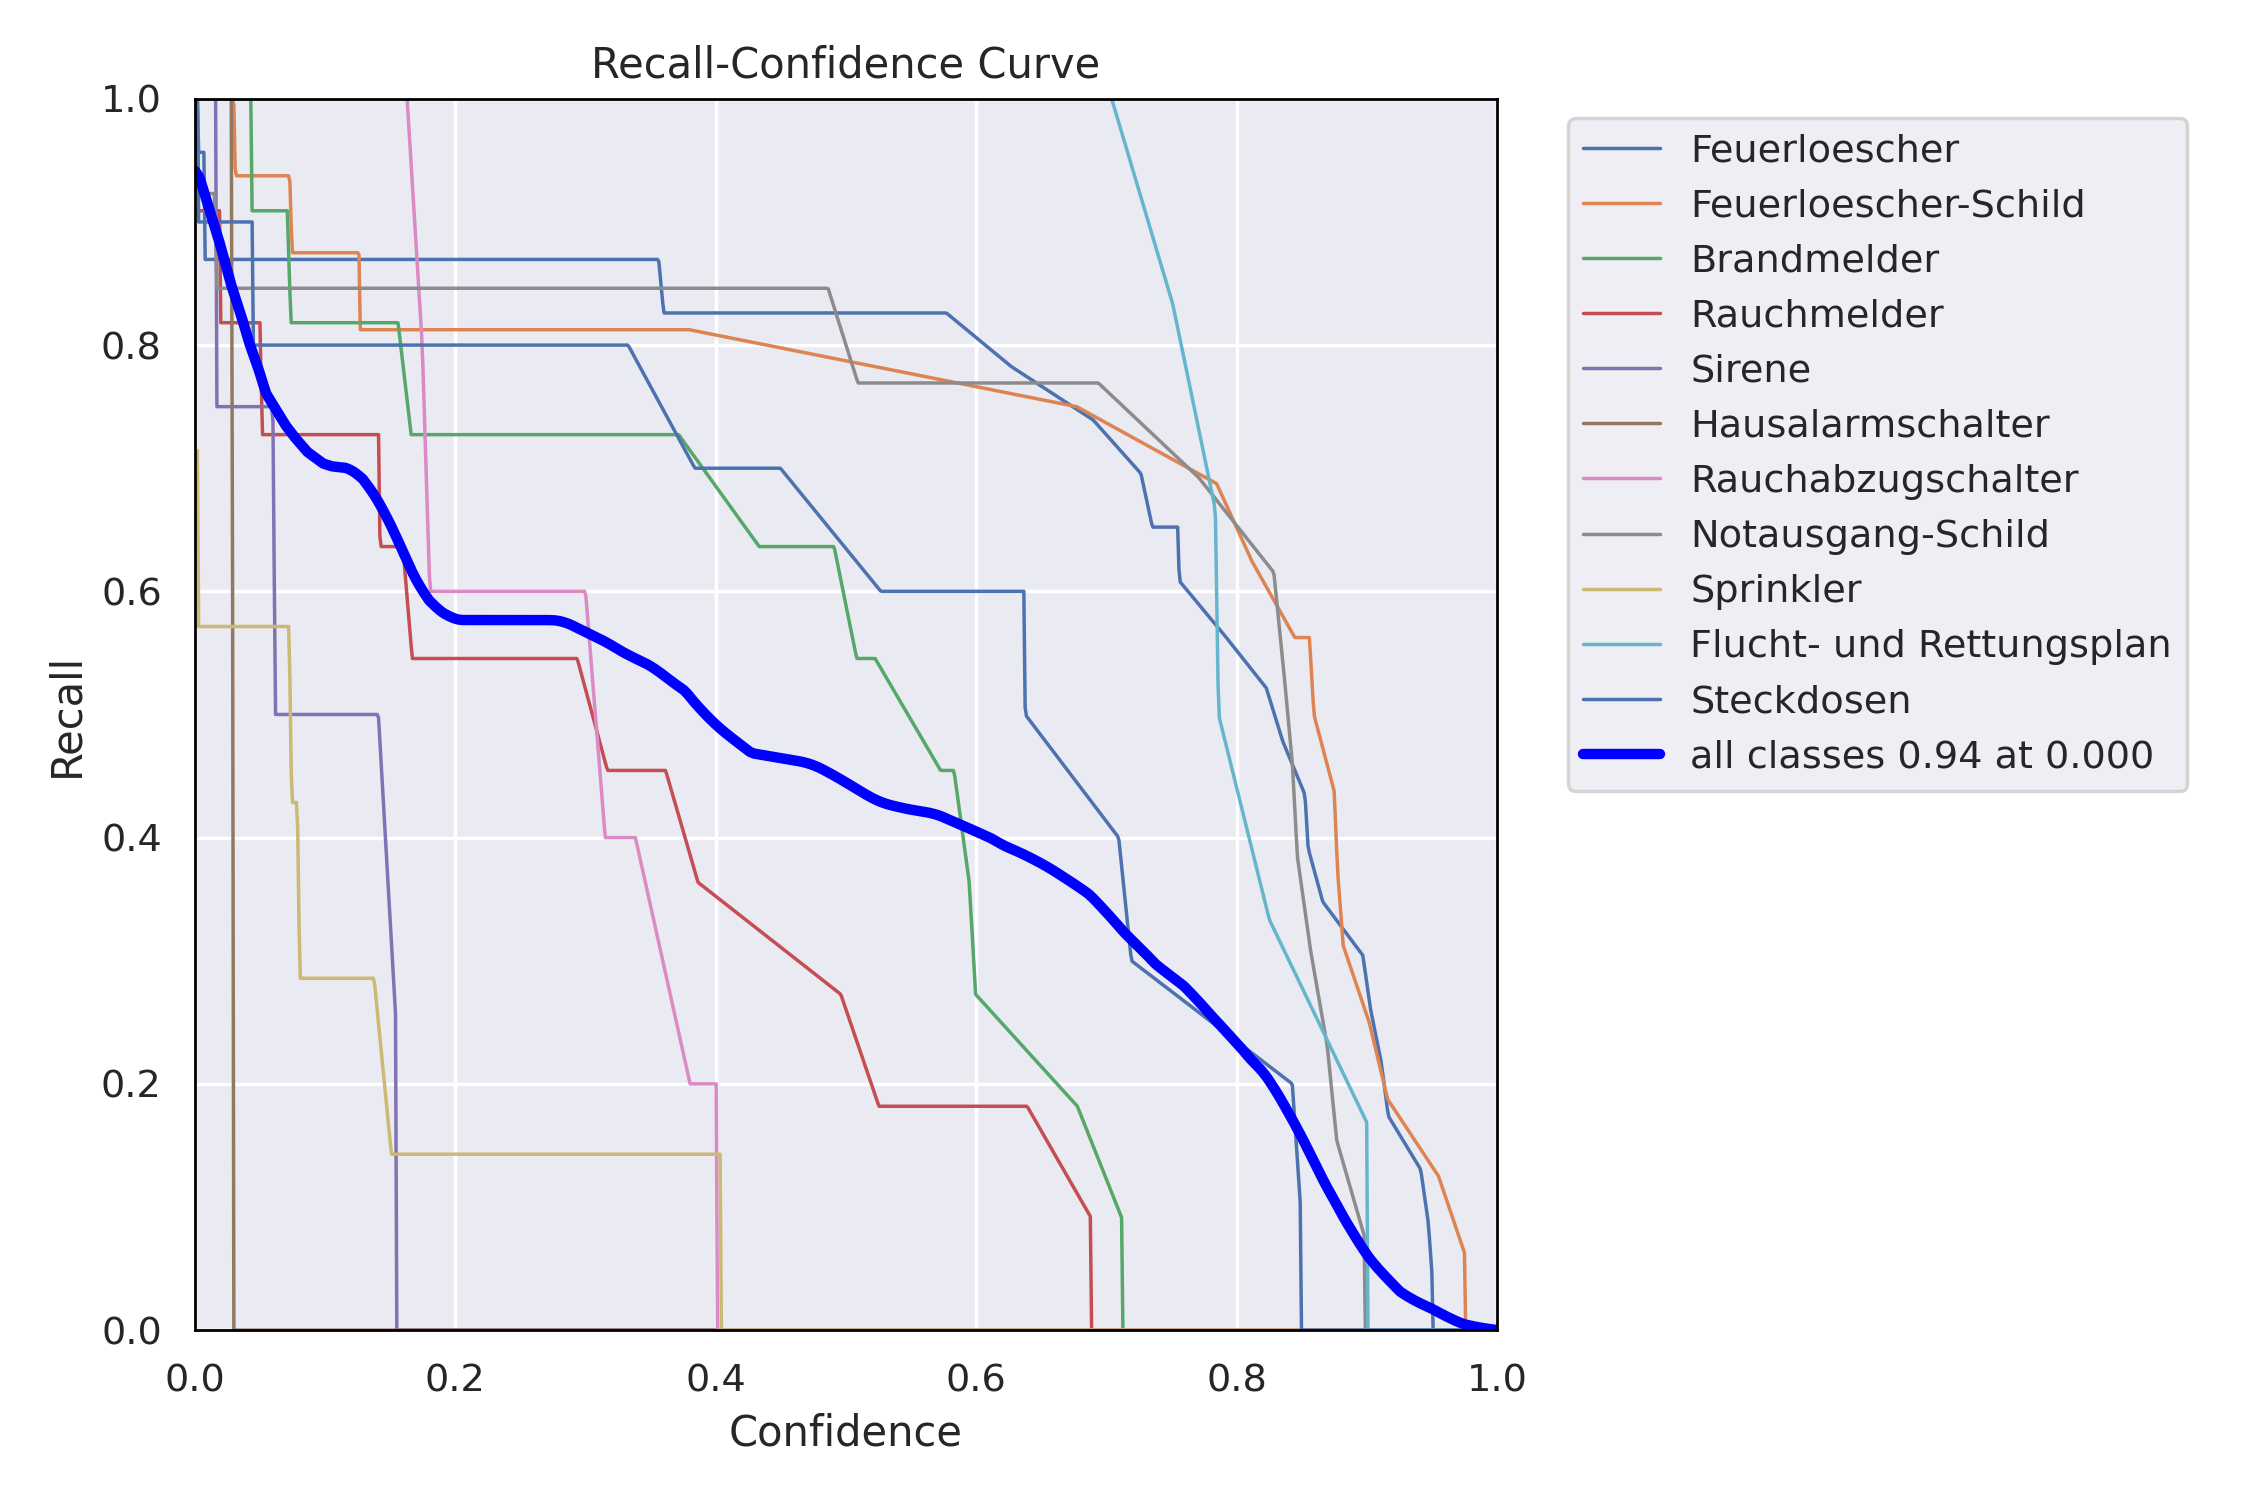 Recall-Confidence Curve
1.0
0.8
0.6
0.4
0.2
0.0
Recall
0.0 0.2 0.4 0.6 0.8 1.0
Confidence
Feuerloescher
Feuerloescher-Schild
Brandmelder
Rauchmelder
Sirene
Hausalarmschalter
Rauchabzugschalter
Notausgang-Schild
Sprinkler
Flucht- und Rettungsplan
Steckdosen
all classes 0.94 at 0.000